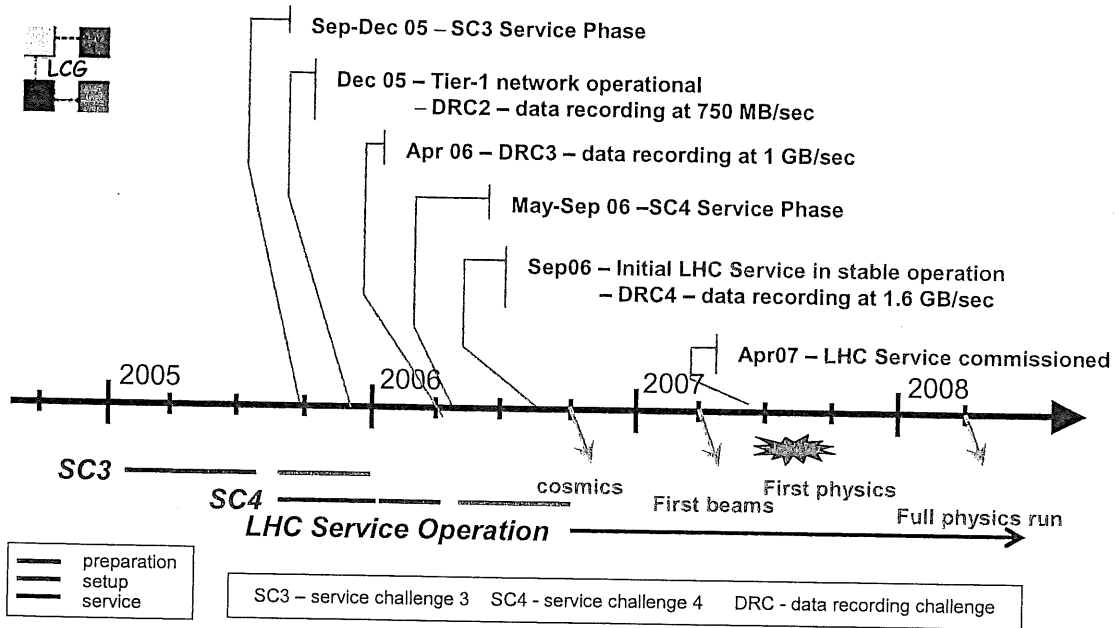 LCG
Sep-Dec 05 – SC3 Service Phase
Dec 05 – Tier-1 network operational
– DRC2 – data recording at 750 MB/sec
Apr 06 – DRC3 – data recording at 1 GB/sec
May-Sep 06 –SC4 Service Phase
Sep06 – Initial LHC Service in stable operation
– DRC4 – data recording at 1.6 GB/sec
Apr07 – LHC Service commissioned
2005
2006
2007
2008
SC3
SC4
cosmics
First beams
First physics
Full physics run
LHC Service Operation
preparation
setup
service
SC3 – service challenge 3 SC4 - service challenge 4 DRC - data recording challenge